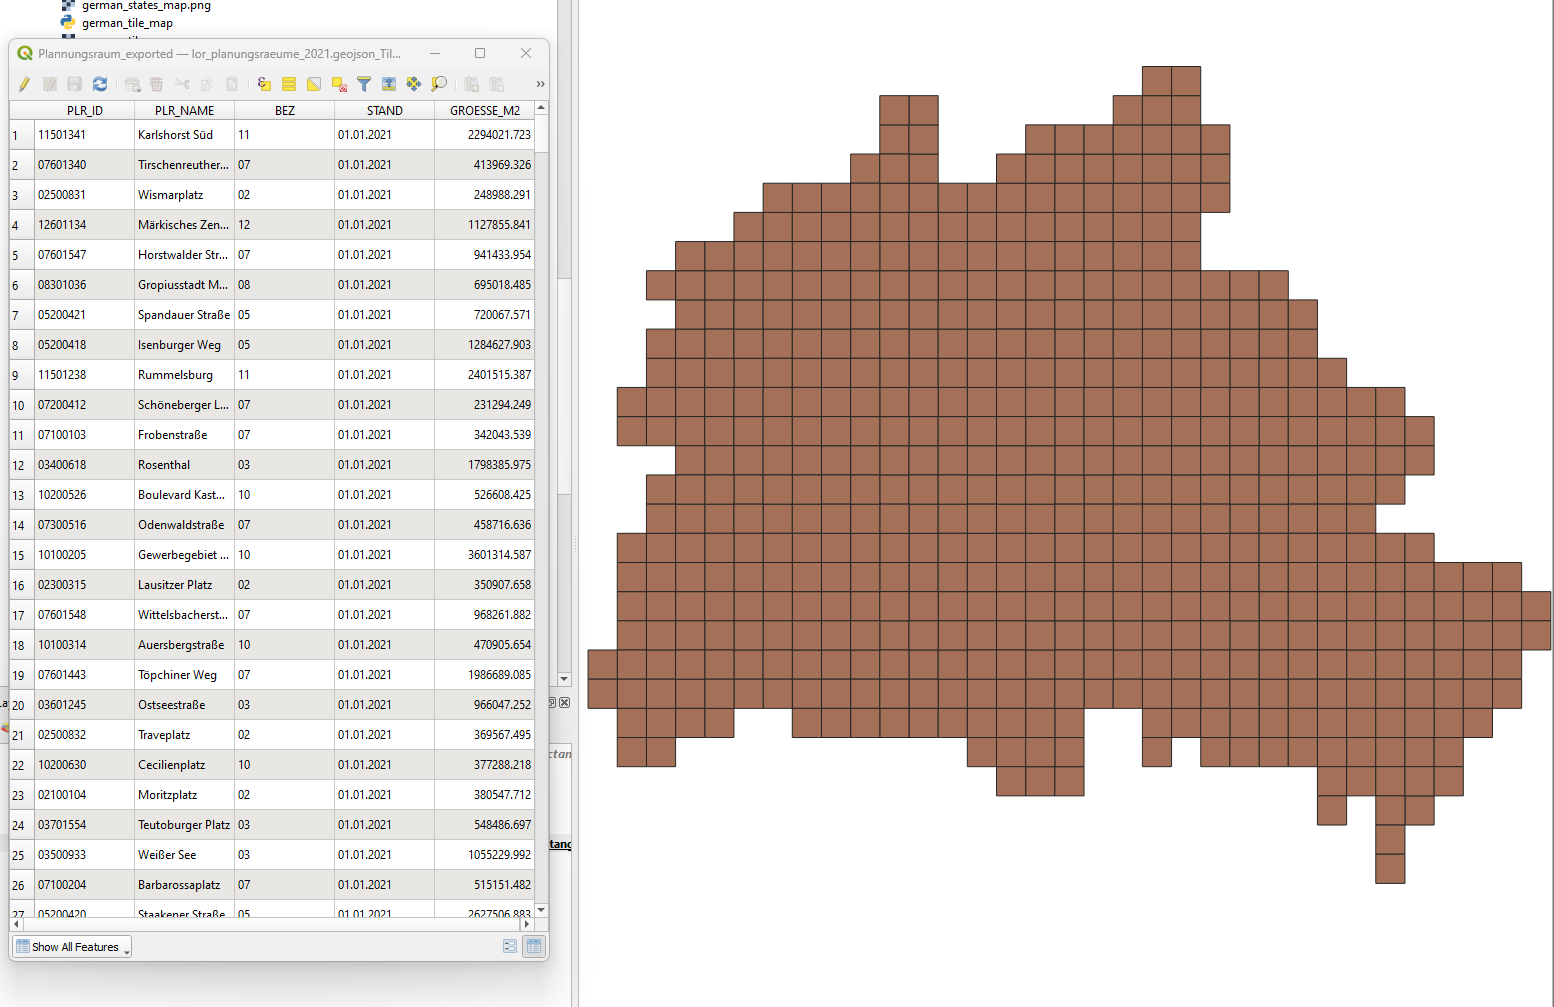 german_states_map.png
german_tile_map
Plannungsraum_exported — lor_planungsraeume_2021.geojson_Til...
»
PLR_ID PLR_NAME BEZ STAND GROESSE_M2
1 11501341 Karlshorst Süd 11 01.01.2021 2294021.723
2 07601340 Tirschenreuther... 07 01.01.2021 413969.326
3 02500831 Wismarplatz 02 01.01.2021 248988.291
4 12601134 Märkisches Zen... 12 01.01.2021 1127855.841
5 07601547 Horstwalder Str... 07 01.01.2021 941433.954
6 08301036 Gropiusstadt M... 08 01.01.2021 695018.485
7 05200421 Spandauer Straße 05 01.01.2021 720067.571
8 05200418 Isenburger Weg 05 01.01.2021 1284627.903
9 11501238 Rummelsburg 11 01.01.2021 2401515.387
10 07200412 Schöneberger L... 07 01.01.2021 231294.249
11 07100103 Frobenstraße 07 01.01.2021 342043.539
12 03400618 Rosenthal 03 01.01.2021 1798385.975
13 10200526 Boulevard Kast... 10 01.01.2021 526608.425
14 07300516 Odenwaldstraße 07 01.01.2021 458716.636
15 10100205 Gewerbegebiet ... 10 01.01.2021 3601314.587
16 02300315 Lausitzer Platz 02 01.01.2021 350907.658
17 07601548 Wittelsbacherst... 07 01.01.2021 968261.882
18 10100314 Auersbergstraße 10 01.01.2021 470905.654
19 07601443 Töpchiner Weg 07 01.01.2021 1986689.085
20 03601245 Ostseestraße 03 01.01.2021 966047.252
21 02500832 Traveplatz 02 01.01.2021 369567.495
22 10200630 Cecilienplatz 10 01.01.2021 377288.218
23 02100104 Moritzplatz 02 01.01.2021 380547.712
24 03701554 Teutoburger Platz 03 01.01.2021 548486.697
25 03500933 Weißer See 03 01.01.2021 1055229.992
26 07100204 Barbarossaplatz 07 01.01.2021 515151.482
27 05200420 Staakener Straße 05 01.01.2021 2627506.883
La
ctan
tang
Show All Features